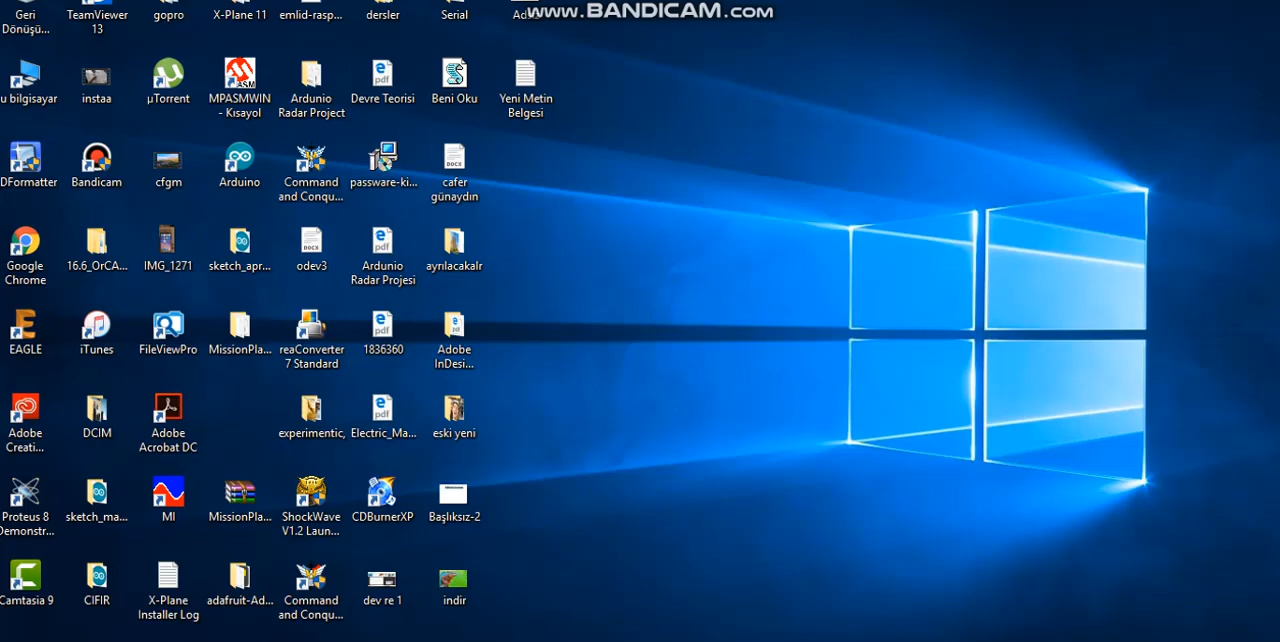 www.BANDICAM.com
Geri
Dönüşü...
TeamViewer
13
gopro
X-Plane 11
emlid-rasp...
dersler
Serial
u bilgisayar
instaa
µTorrent
MPASMWIN
- Kısayol
Ardunio
Radar Project
Devre Teorisi
Beni Oku
Yeni Metin
Belgesi
DFormatter
Bandicam
cfgm
Arduino
Command
and Conqu...
passware-ki...
cafer
günaydın
Google
Chrome
16.6_OrCA...
IMG_1271
sketch_apr...
odev3
Ardunio
Radar Projesi
ayrılacakalr
EAGLE
iTunes
FileViewPro
MissionPla...
reaConverter
7 Standard
1836360
Adobe
InDesi...
Adobe
Creati...
DCIM
Adobe
Acrobat DC
experimentic,
Electric_Ma...
eski yeni
Proteus 8
Demonstr...
sketch_ma...
MI
MissionPla...
ShockWave
V1.2 Laun...
CDBurnerXP
Başlıksız-2
Camtasia 9
CIFIR
X-Plane
Installer Log
adafruit-Ad...
Command
and Conqu...
dev re 1
indir